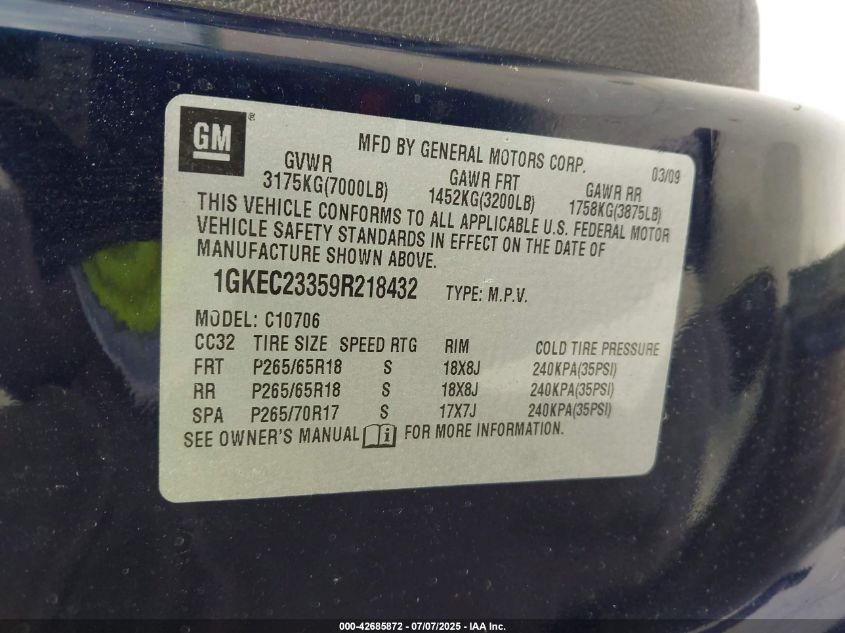 GM ®
MFD BY GENERAL MOTORS CORP. 03/09
GVWR GAWR FRT GAWR RR
3175KG(7000LB) 1452KG(3200LB) 1758KG(3875LB)
THIS VEHICLE CONFORMS TO ALL APPLICABLE U.S. FEDERAL MOTOR
VEHICLE SAFETY STANDARDS IN EFFECT ON THE DATE OF
MANUFACTURE SHOWN ABOVE.
1GKEC23359R218432 TYPE: M.P.V.
MODEL: C10706
CC32 TIRE SIZE SPEED RTG RIM COLD TIRE PRESSURE
FRT P265/65R18 S 18X8J 240KPA(35PSI)
RR P265/65R18 S 18X8J 240KPA(35PSI)
SPA P265/70R17 S 17X7J 240KPA(35PSI)
SEE OWNER'S MANUAL FOR MORE INFORMATION.
000-42685872 / 07/07/2025 - IAA Inc.